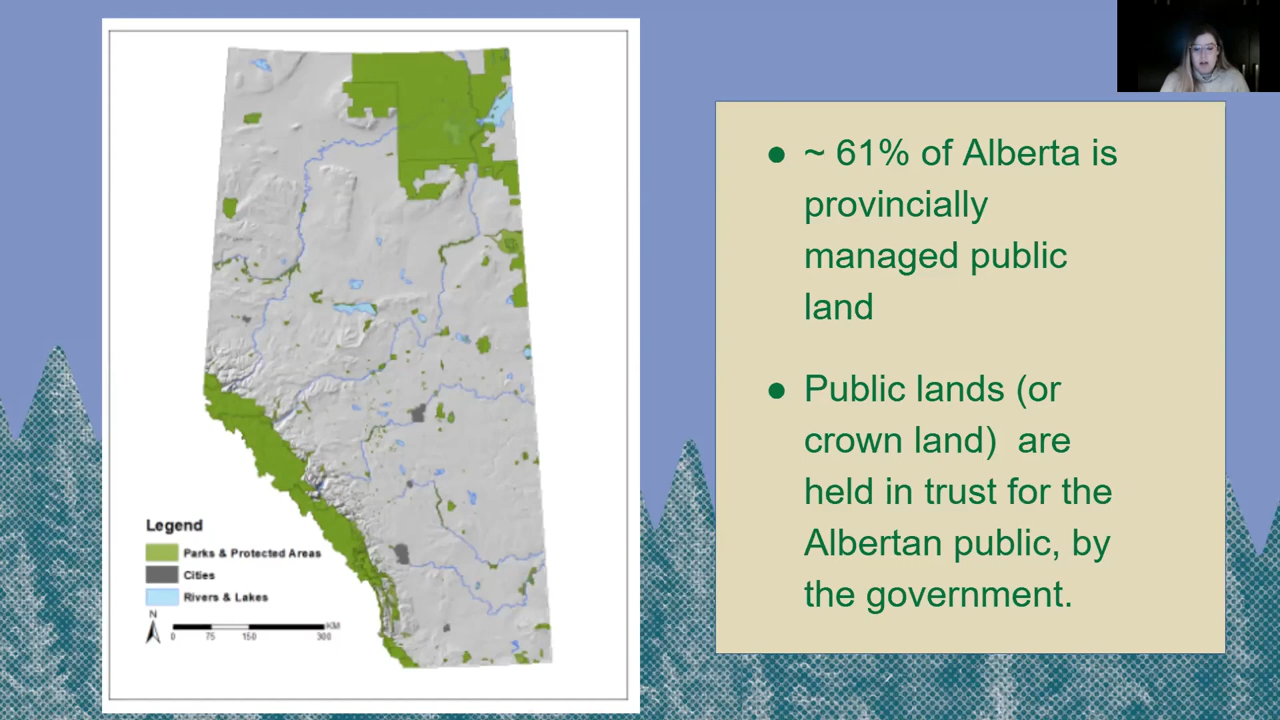 Legend
Parks & Protected Areas
Cities
Rivers & Lakes
N
KM
0 75 150 300
● ~ 61% of Alberta is
provincially
managed public
land
● Public lands (or
crown land) are
held in trust for the
Albertan public, by
the government.